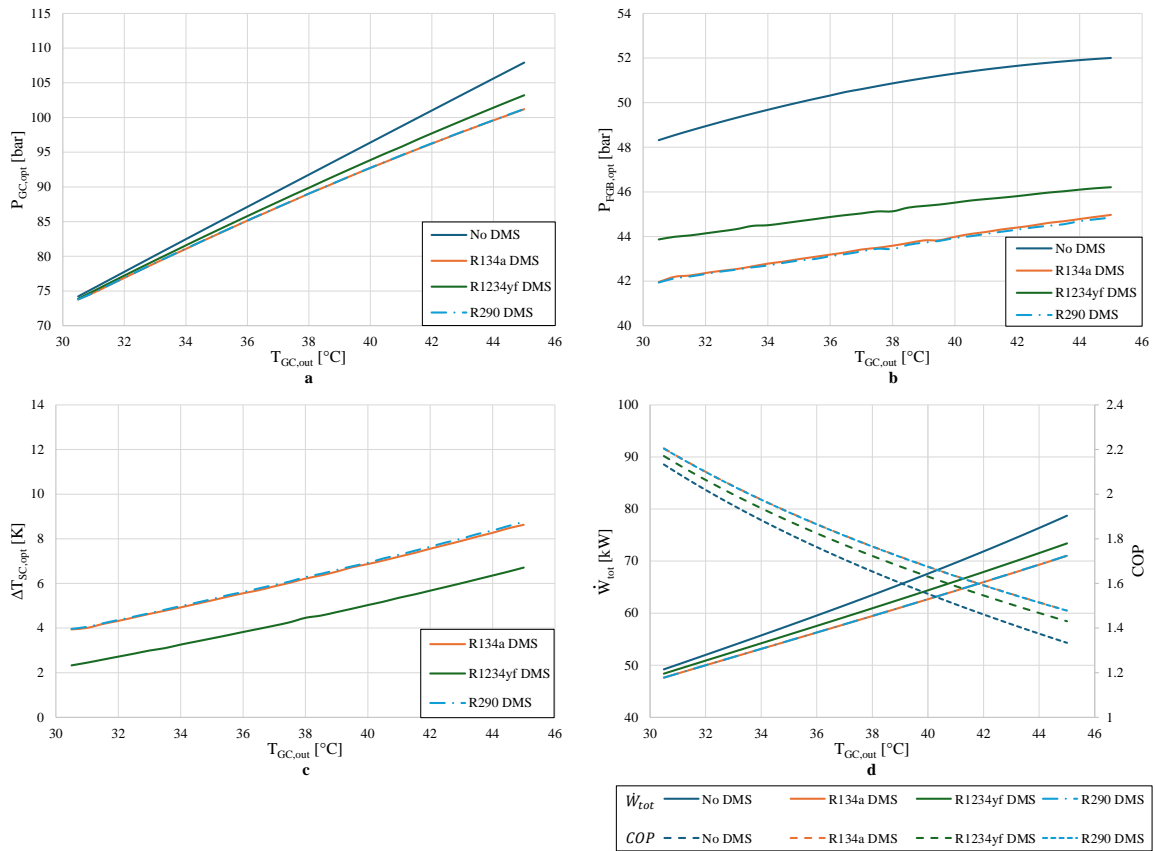 115
110
105
100
95
90
85
80
75
70
P_GC,opt [bar]
30 32 34 36 38 40 42 44 46
T_GC,out [°C]
No DMS
R134a DMS
R1234yf DMS
R290 DMS
a
54
52
50
48
46
44
42
40
P_FGB,opt [bar]
30 32 34 36 38 40 42 44 46
T_GC,out [°C]
No DMS
R134a DMS
R1234yf DMS
R290 DMS
b
14
12
10
8
6
4
2
0
ΔT_SC,opt [K]
30 32 34 36 38 40 42 44 46
T_GC,out [°C]
R134a DMS
R1234yf DMS
R290 DMS
c
100
90
80
70
60
50
40
Ẇ_tot [kW]
2.4
2.2
2
1.8
1.6
1.4
1.2
1
COP
30 32 34 36 38 40 42 44 46
T_GC,out [°C]
d
Ẇ_tot No DMS R134a DMS R1234yf DMS R290 DMS
COP No DMS R134a DMS R1234yf DMS R290 DMS